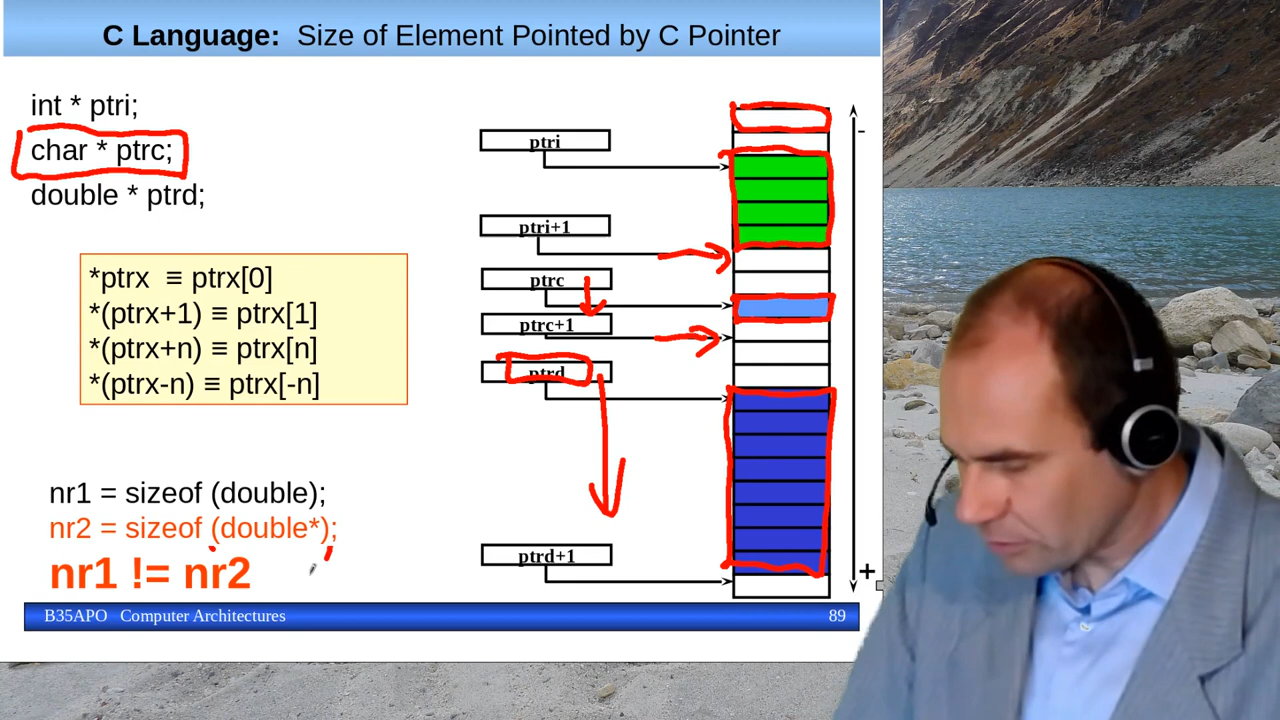 C Language: Size of Element Pointed by C Pointer
int * ptri;
char * ptrc;
double * ptrd;
*ptrx ≡ ptrx[0]
*(ptrx+1) ≡ ptrx[1]
*(ptrx+n) ≡ ptrx[n]
*(ptrx-n) ≡ ptrx[-n]
nr1 = sizeof (double);
nr2 = sizeof (double*);
nr1 != nr2
ptri
ptri+1
ptrc
ptrc+1
ptrd
ptrd+1
-
+
B35APO Computer Architectures 89